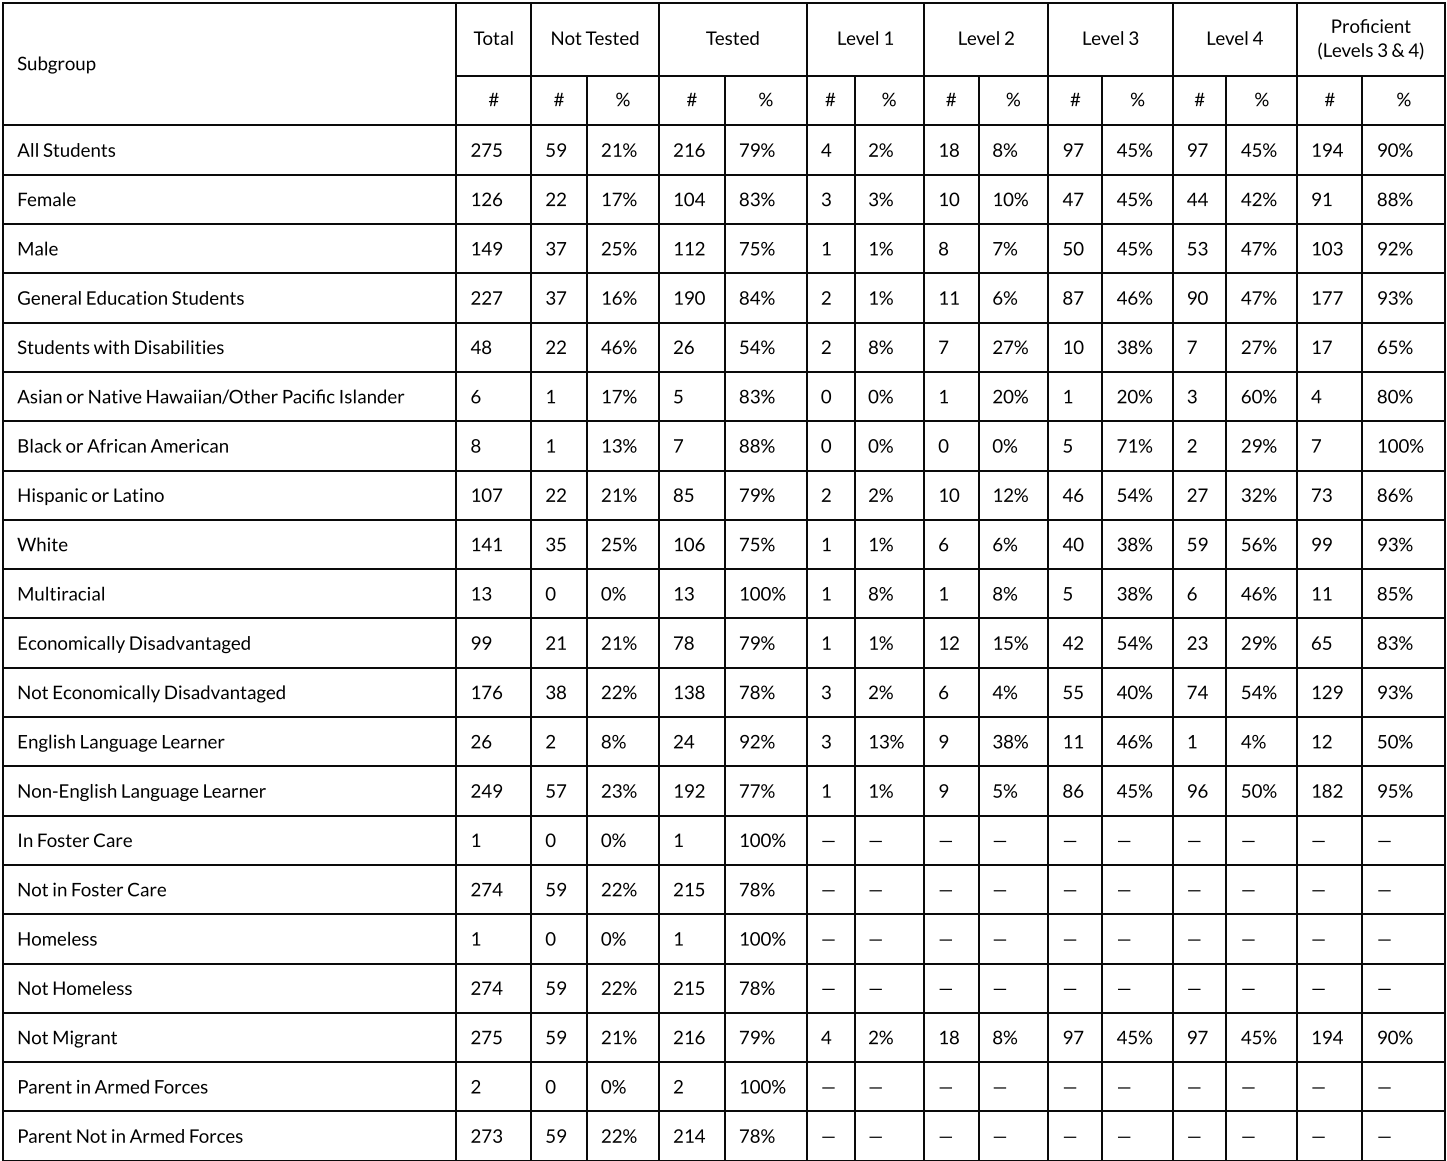 Subgroup Total Not Tested Tested Level 1 Level 2 Level 3 Level 4 Proficient
(Levels 3 & 4)
# # % # % # % # % # % # % # %
All Students 275 59 21% 216 79% 4 2% 18 8% 97 45% 97 45% 194 90%
Female 126 22 17% 104 83% 3 3% 10 10% 47 45% 44 42% 91 88%
Male 149 37 25% 112 75% 1 1% 8 7% 50 45% 53 47% 103 92%
General Education Students 227 37 16% 190 84% 2 1% 11 6% 87 46% 90 47% 177 93%
Students with Disabilities 48 22 46% 26 54% 2 8% 7 27% 10 38% 7 27% 17 65%
Asian or Native Hawaiian/Other Pacific Islander 6 1 17% 5 83% 0 0% 1 20% 1 20% 3 60% 4 80%
Black or African American 8 1 13% 7 88% 0 0% 0 0% 5 71% 2 29% 7 100%
Hispanic or Latino 107 22 21% 85 79% 2 2% 10 12% 46 54% 27 32% 73 86%
White 141 35 25% 106 75% 1 1% 6 6% 40 38% 59 56% 99 93%
Multiracial 13 0 0% 13 100% 1 8% 1 8% 5 38% 6 46% 11 85%
Economically Disadvantaged 99 21 21% 78 79% 1 1% 12 15% 42 54% 23 29% 65 83%
Not Economically Disadvantaged 176 38 22% 138 78% 3 2% 6 4% 55 40% 74 54% 129 93%
English Language Learner 26 2 8% 24 92% 3 13% 9 38% 11 46% 1 4% 12 50%
Non-English Language Learner 249 57 23% 192 77% 1 1% 9 5% 86 45% 96 50% 182 95%
In Foster Care 1 0 0% 1 100% — — — — — — — — — —
Not in Foster Care 274 59 22% 215 78% — — — — — — — — — —
Homeless 1 0 0% 1 100% — — — — — — — — — —
Not Homeless 274 59 22% 215 78% — — — — — — — — — —
Not Migrant 275 59 21% 216 79% 4 2% 18 8% 97 45% 97 45% 194 90%
Parent in Armed Forces 2 0 0% 2 100% — — — — — — — — — —
Parent Not in Armed Forces 273 59 22% 214 78% — — — — — — — — — —